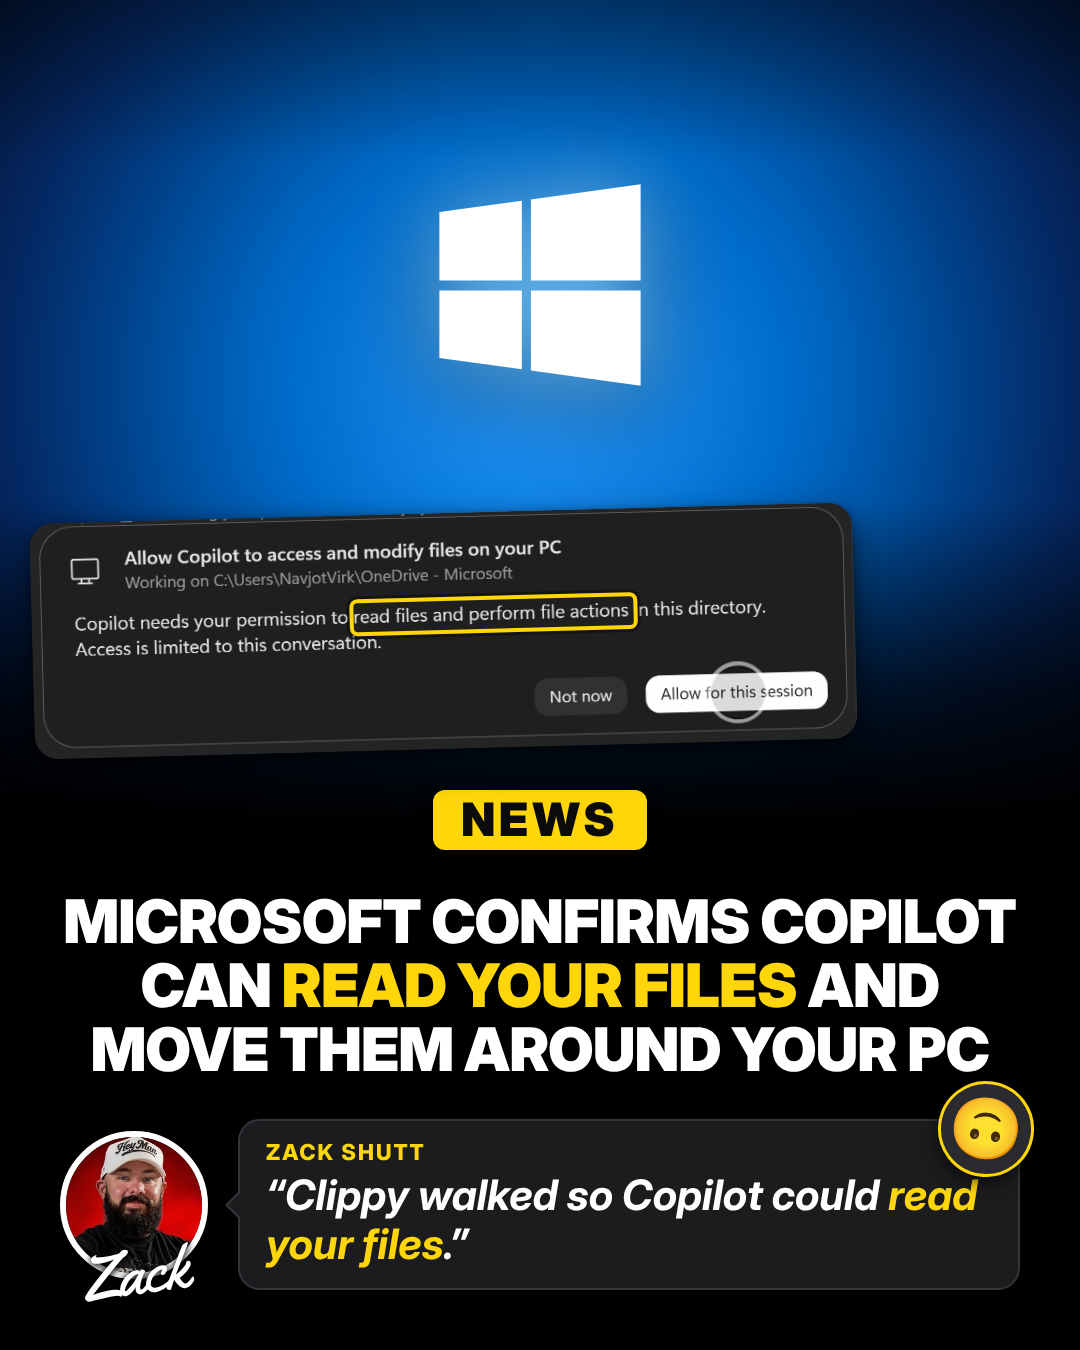 Allow Copilot to access and modify files on your PC
Working on C:\Users\NavjotVirk\OneDrive - Microsoft
Copilot needs your permission to read files and perform file actions n this directory.
Access is limited to this conversation.
Not now
Allow for this session
NEWS
MICROSOFT CONFIRMS COPILOT
CAN READ YOUR FILES AND
MOVE THEM AROUND YOUR PC
Hey Man
ZACK SHUTT
“Clippy walked so Copilot could read
your files.”
Zack